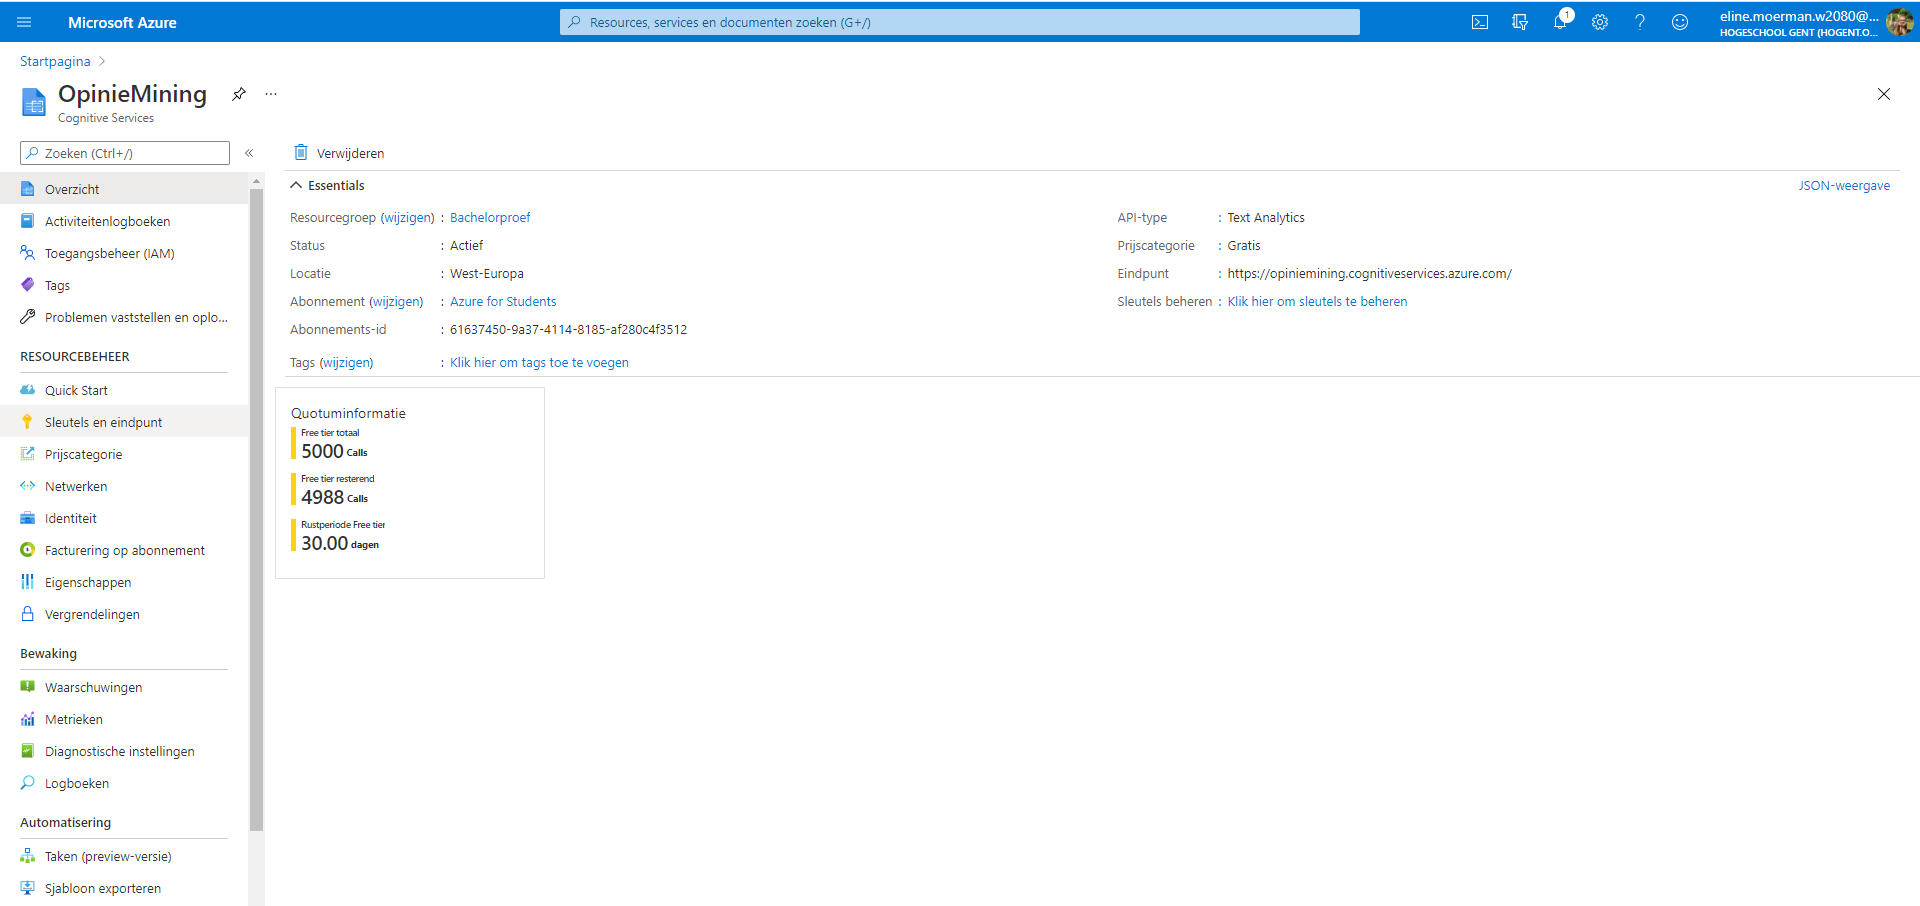 Microsoft Azure
Resources, services en documenten zoeken (G+/)
1
eline.moerman.w2080@...
HOGESCHOOL GENT (HOGENT.O...
Startpagina
OpinieMining
...
Cognitive Services
Zoeken (Ctrl+/)
«
Overzicht
Activiteitenlogboeken
Toegangsbeheer (IAM)
Tags
Problemen vaststellen en oplo...
RESOURCEBEHEER
Quick Start
Sleutels en eindpunt
Prijscategorie
Netwerken
Identiteit
Facturering op abonnement
Eigenschappen
Vergrendelingen
Bewaking
Waarschuwingen
Metrieken
Diagnostische instellingen
Logboeken
Automatisering
Taken (preview-versie)
Sjabloon exporteren
Verwijderen
Essentials
JSON-weergave
Resourcegroep (wijzigen) : Bachelorproef
Status : Actief
Locatie : West-Europa
Abonnement (wijzigen) : Azure for Students
Abonnements-id : 61637450-9a37-4114-8185-af280c4f3512
Tags (wijzigen) : Klik hier om tags toe te voegen
API-type : Text Analytics
Prijscategorie : Gratis
Eindpunt : https://opiniemining.cognitiveservices.azure.com/
Sleutels beheren : Klik hier om sleutels te beheren
Quotuminformatie
Free tier totaal
5000 Calls
Free tier resterend
4988 Calls
Rustperiode Free tier
30.00 dagen